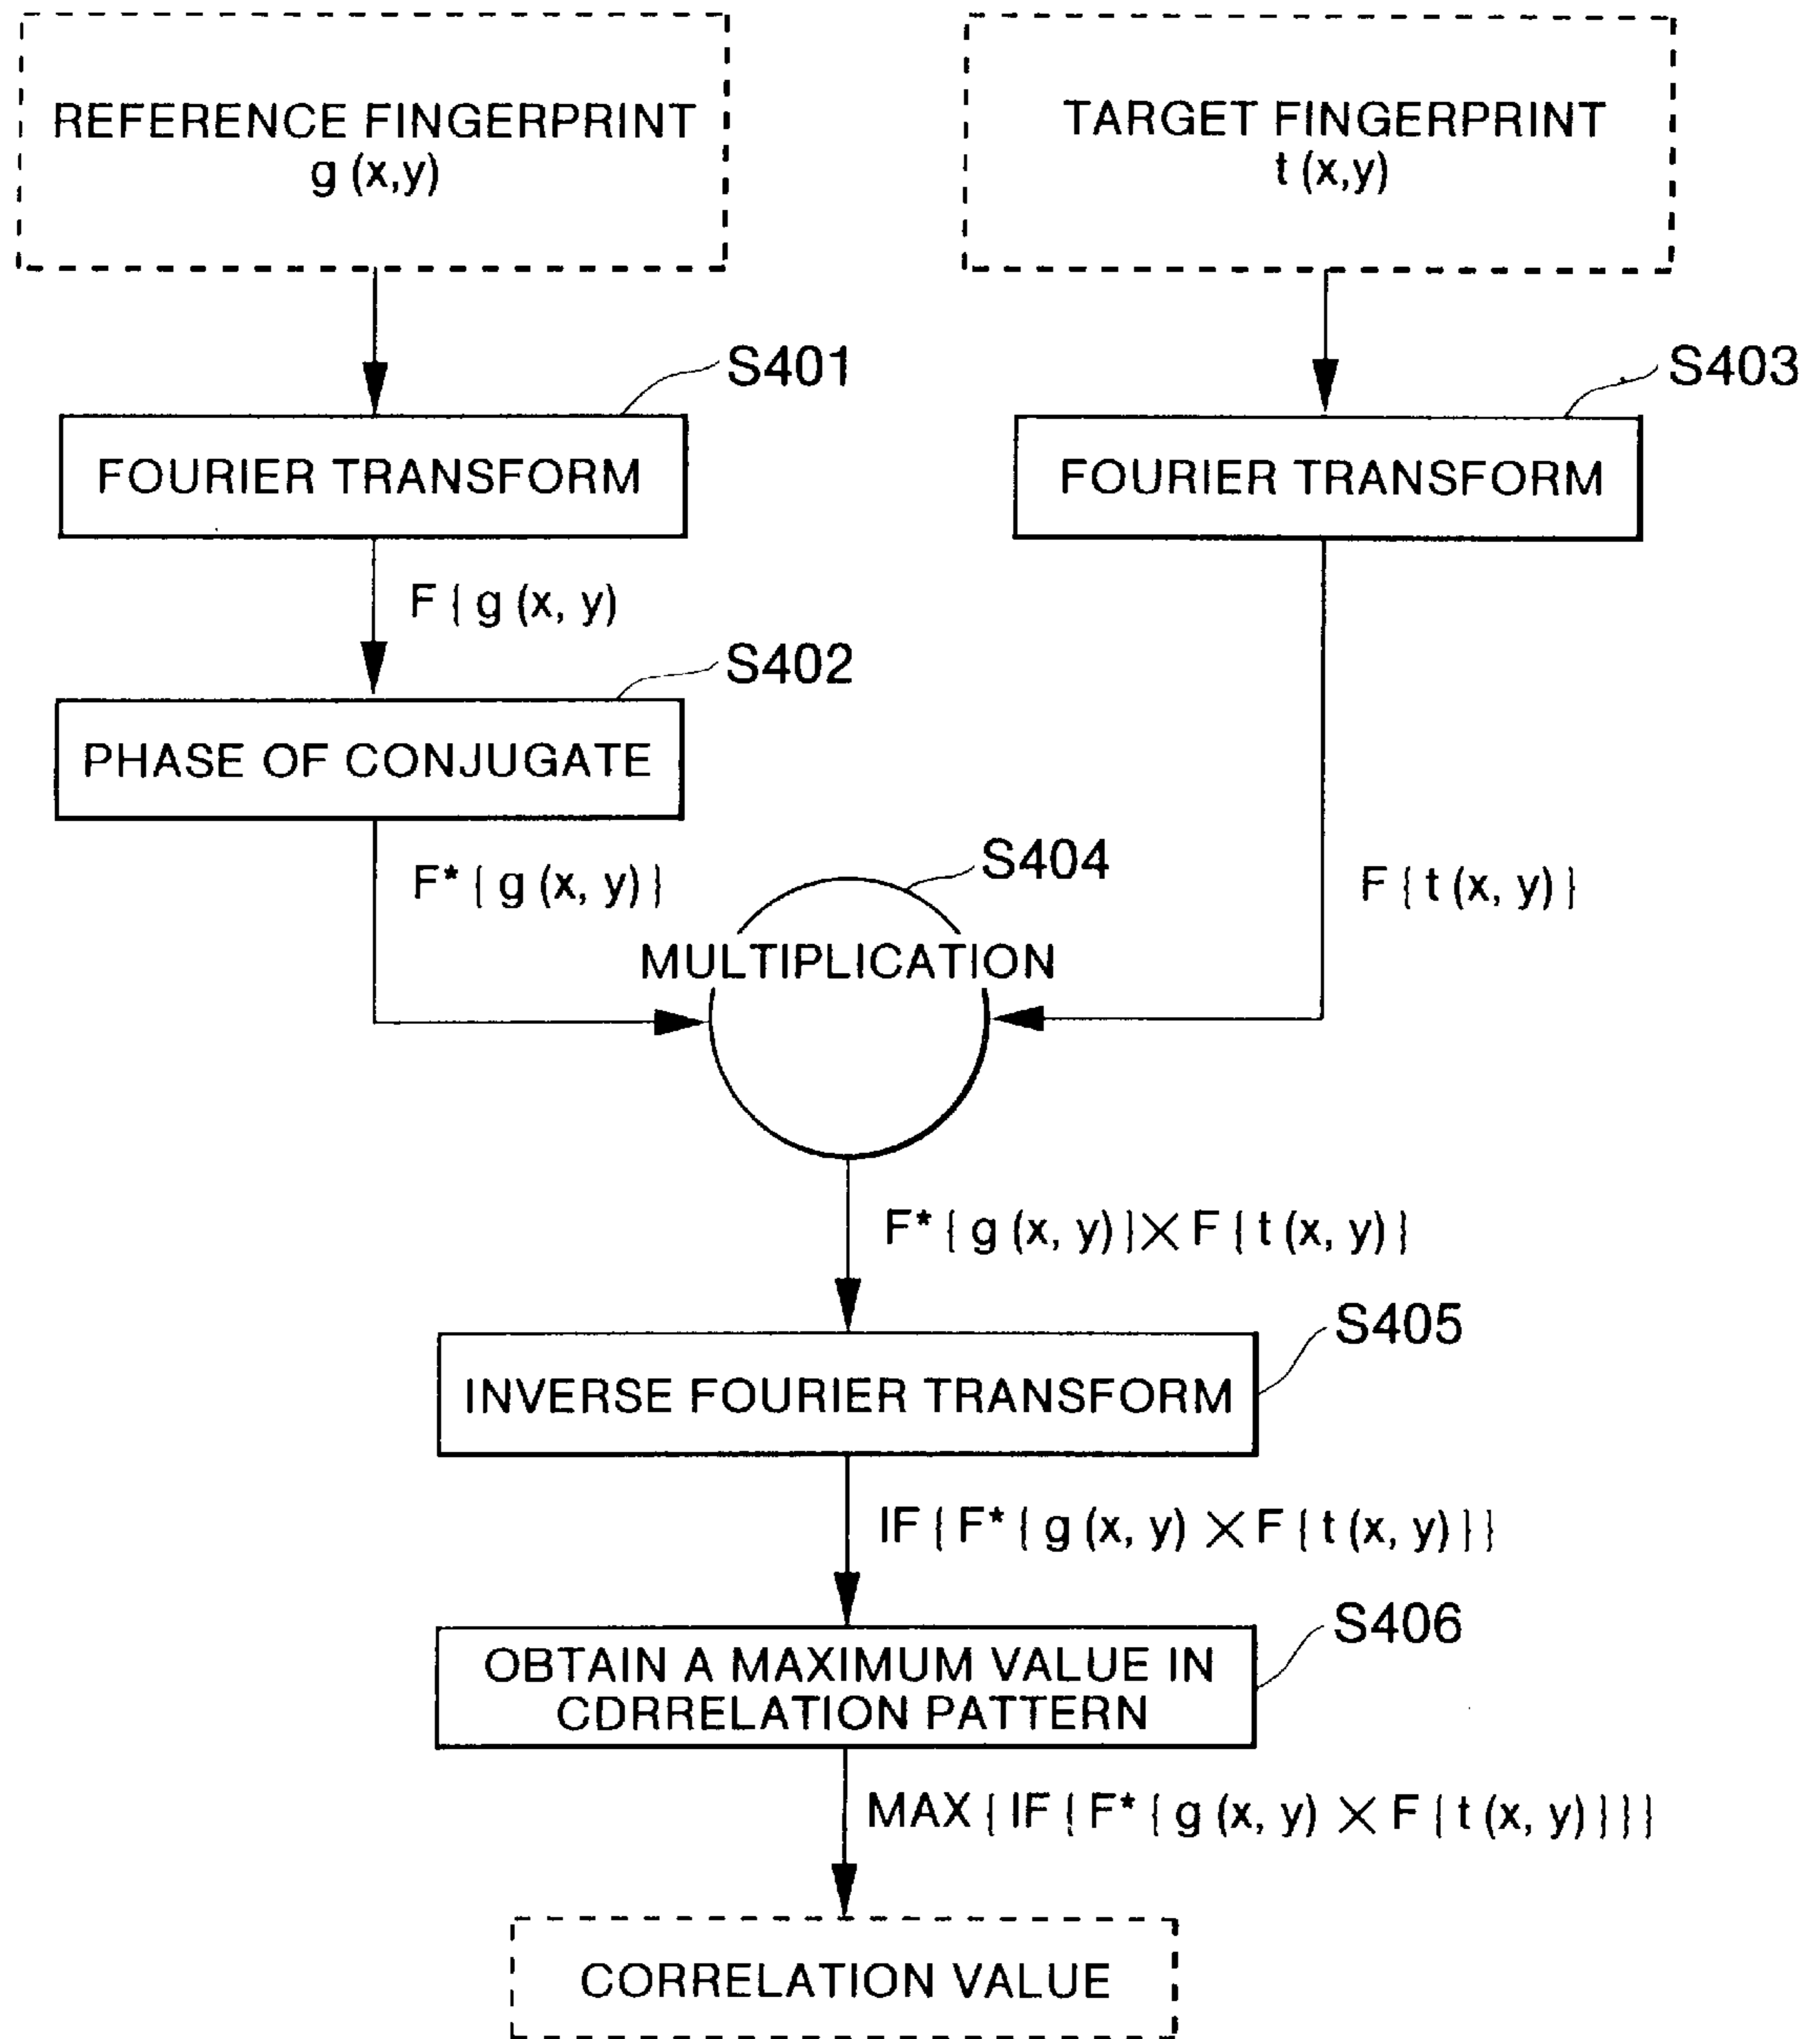 REFERENCE FINGERPRINT
g (x,y)
TARGET FINGERPRINT
t (x,y)
S401
S403
FOURIER TRANSFORM
FOURIER TRANSFORM
F { g (x, y)
S402
PHASE OF CONJUGATE
F* { g (x, y) }
S404
F { t (x, y) }
MULTIPLICATION
F* { g (x, y) } × F { t (x, y) }
S405
INVERSE FOURIER TRANSFORM
IF { F* { g (x, y) × F { t (x, y) } }
S406
OBTAIN A MAXIMUM VALUE IN
CDRRELATION PATTERN
MAX { IF { F* { g (x, y) × F { t (x, y) } } }
CORRELATION VALUE